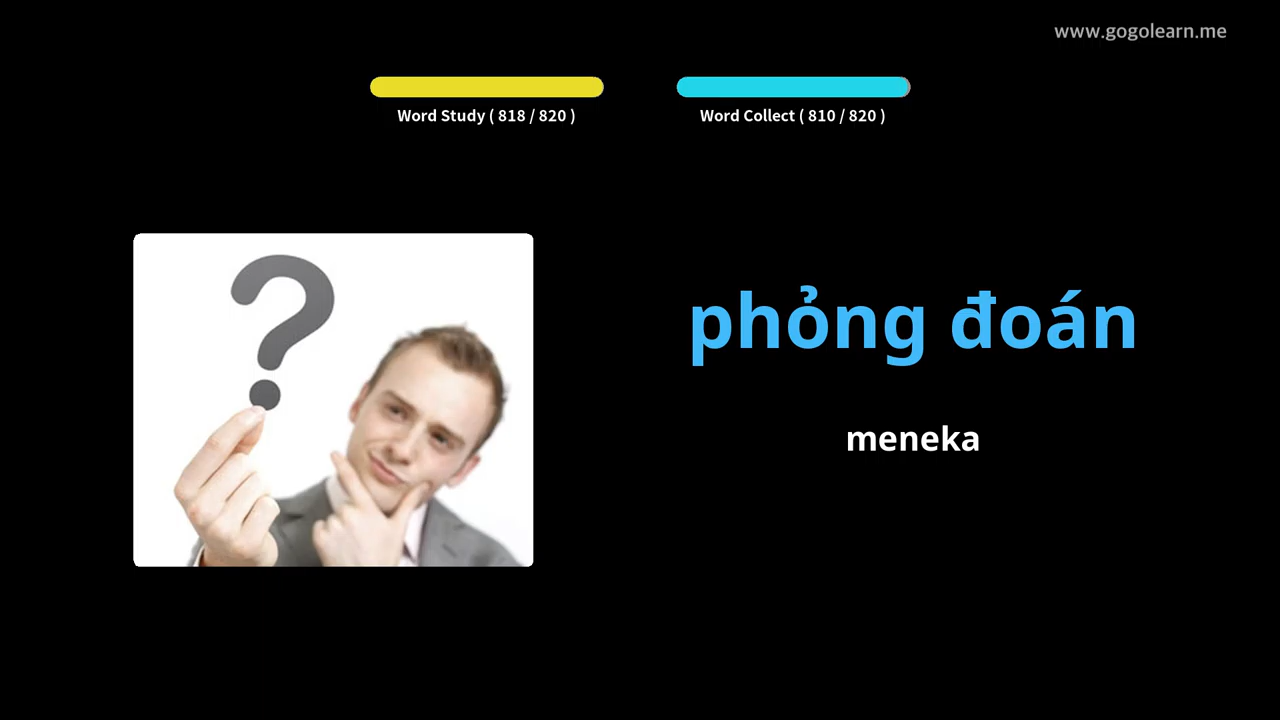 www.gogolearn.me
Word Study ( 818 / 820 )
Word Collect ( 810 / 820 )
phỏng đoán
meneka